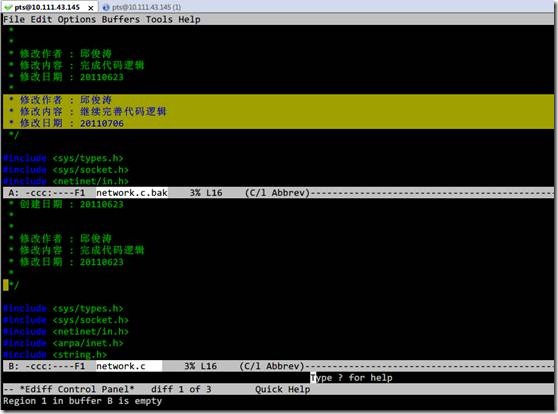 pts@10.111.43.145
pts@10.111.43.145 (1)
File Edit Options Buffers Tools Help
*
*
* 修改作者 : 邱俊涛
* 修改内容 : 完成代码逻辑
* 修改日期 : 20110623
*
* 修改作者 : 邱俊涛
* 修改内容 : 继续完善代码逻辑
* 修改日期 : 20110706
*/
#include <sys/types.h>
#include <sys/socket.h>
#include <netinet/in.h>
A: -ccc:----F1 network.c.bak 3% L16 (C/l Abbrev)--------------------------------
* 创建日期 : 20110623
*
*
* 修改作者 : 邱俊涛
* 修改内容 : 完成代码逻辑
* 修改日期 : 20110623
*
*/
#include <sys/types.h>
#include <sys/socket.h>
#include <netinet/in.h>
#include <arpa/inet.h>
#include <string.h>
B: -ccc:----F1 network.c 3% L16 (C/l Abbrev)--------------------------------
Type ? for help
-- *Ediff Control Panel* diff 1 of 3 Quick Help
Region 1 in buffer B is empty